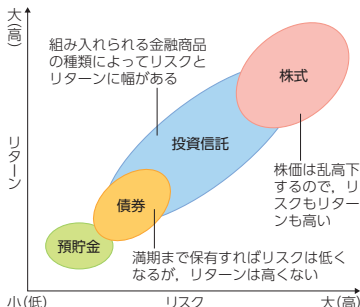 大(高)
組み入れられる金融商品
の種類によってリスクと
リターンに幅がある
株式
リターン
投資信託
株価は乱高下
するので，リ
スクもリター
ンも高い
債券
預貯金
満期まで保有すればリスクは低く
なるが，リターンは高くない
小(低)
リスク
大(高)